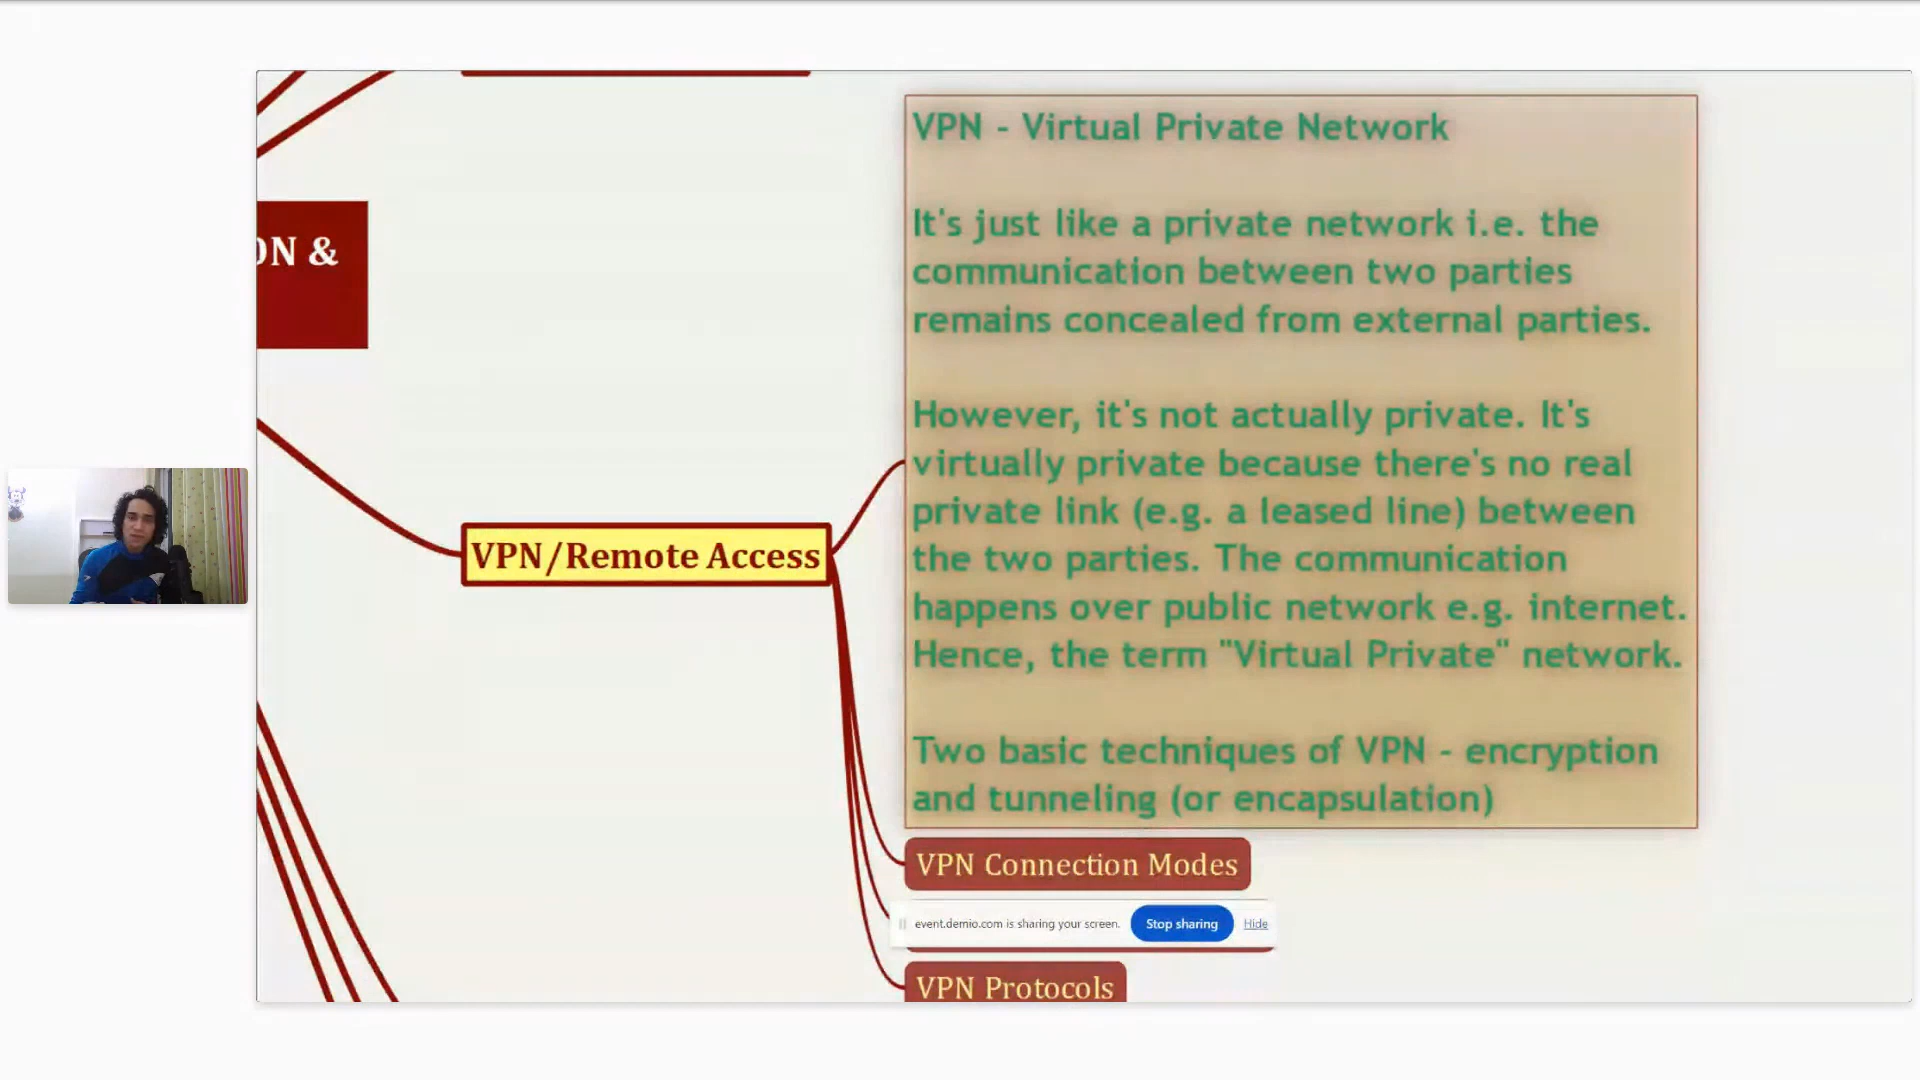 ON &
VPN/Remote Access
VPN - Virtual Private Network
It's just like a private network i.e. the
communication between two parties
remains concealed from external parties.
However, it's not actually private. It's
virtually private because there's no real
private link (e.g. a leased line) between
the two parties. The communication
happens over public network e.g. internet.
Hence, the term "Virtual Private" network.
Two basic techniques of VPN - encryption
and tunneling (or encapsulation)
VPN Connection Modes
event.demio.com is sharing your screen. Stop sharing Hide
VPN Protocols